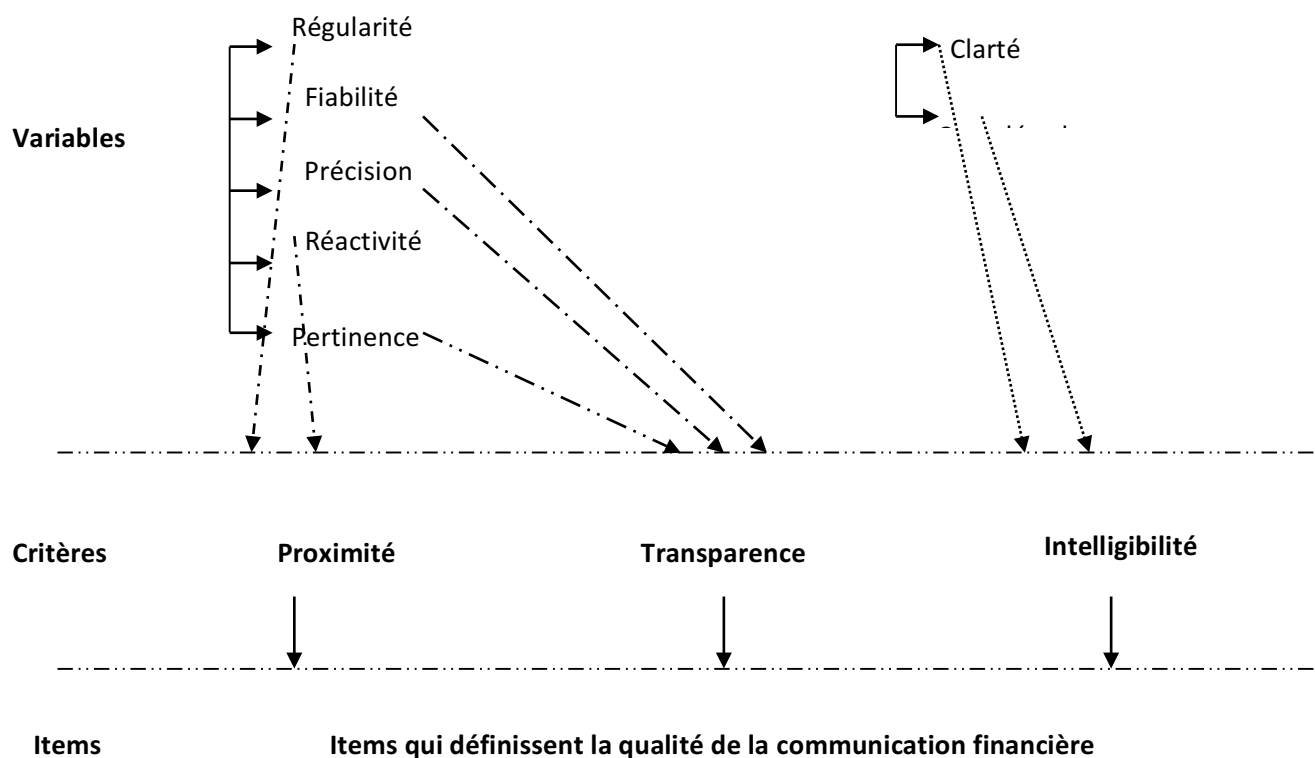 Régularité
Clarté
Fiabilité
Variables
Précision
Réactivité
Pertinence
Critères
Proximité
Transparence
Intelligibilité
Items
Items qui définissent la qualité de la communication financière